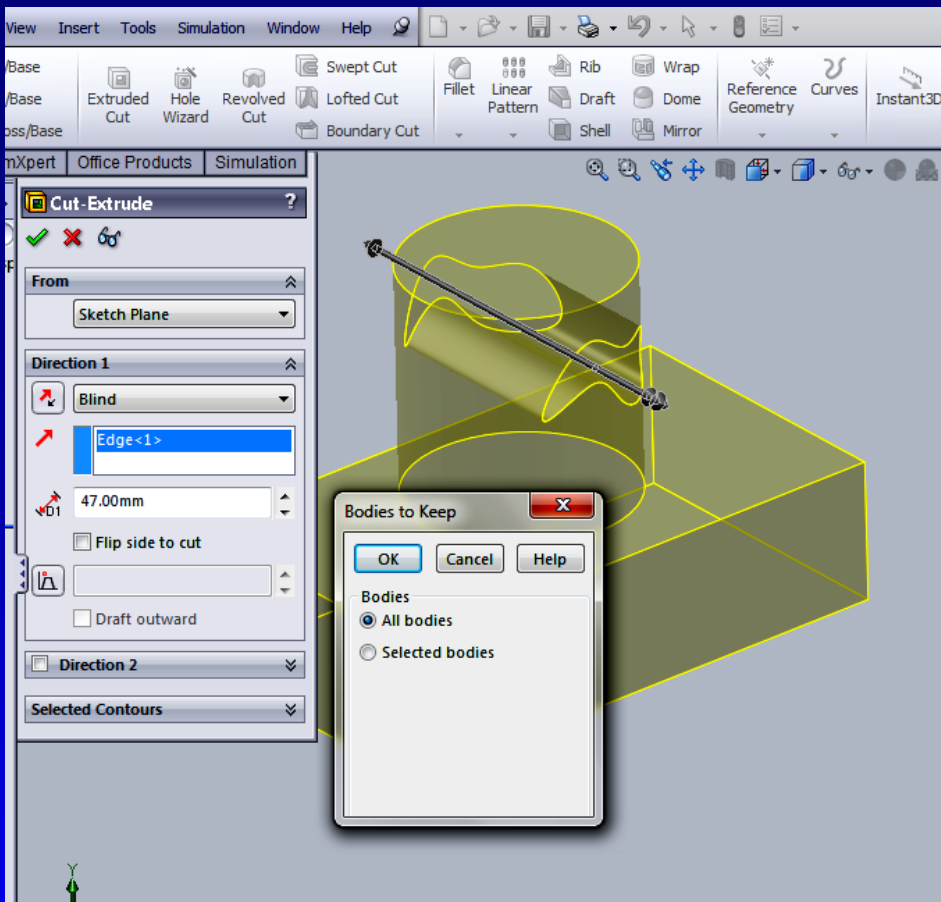 View Insert Tools Simulation Window Help
/Base
/Base
oss/Base
Extruded Cut
Hole Wizard
Revolved Cut
Swept Cut
Lofted Cut
Boundary Cut
Fillet
Linear Pattern
Rib
Draft
Shell
Wrap
Dome
Mirror
Reference Geometry
Curves
Instant3D
mXpert Office Products Simulation
Cut-Extrude ?
From
Sketch Plane
Direction 1
Blind
Edge<1>
D1
47.00mm
Flip side to cut
Draft outward
Direction 2
Selected Contours
Bodies to Keep
OK Cancel Help
Bodies
All bodies
Selected bodies
Y